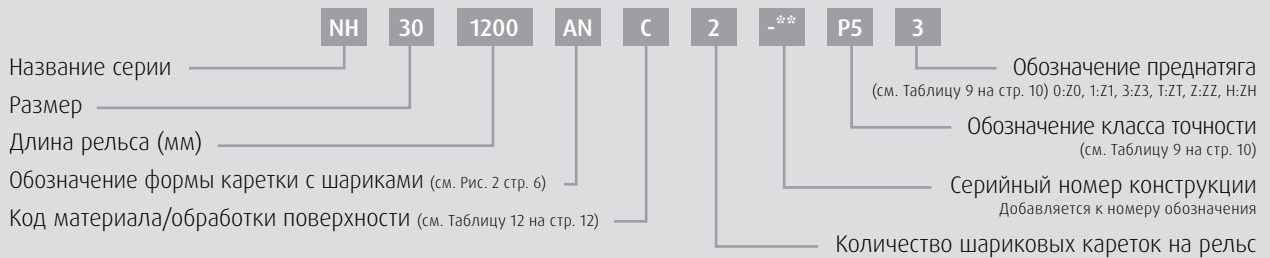 NH 30 1200 AN C 2 -** P5 3
Название серии
Размер
Длина рельса (мм)
Обозначение формы каретки с шариками (см. Рис. 2 стр. 6)
Код материала/обработки поверхности (см. Таблицу 12 на стр. 12)
Обозначение преднатяга
(см. Таблицу 9 на стр. 10) 0:Z0, 1:Z1, 3:Z3, T:ZT, Z:ZZ, H:ZH
Обозначение класса точности
(см. Таблицу 9 на стр. 10)
Серийный номер конструкции
Добавляется к номеру обозначения
Количество шариковых кареток на рельс